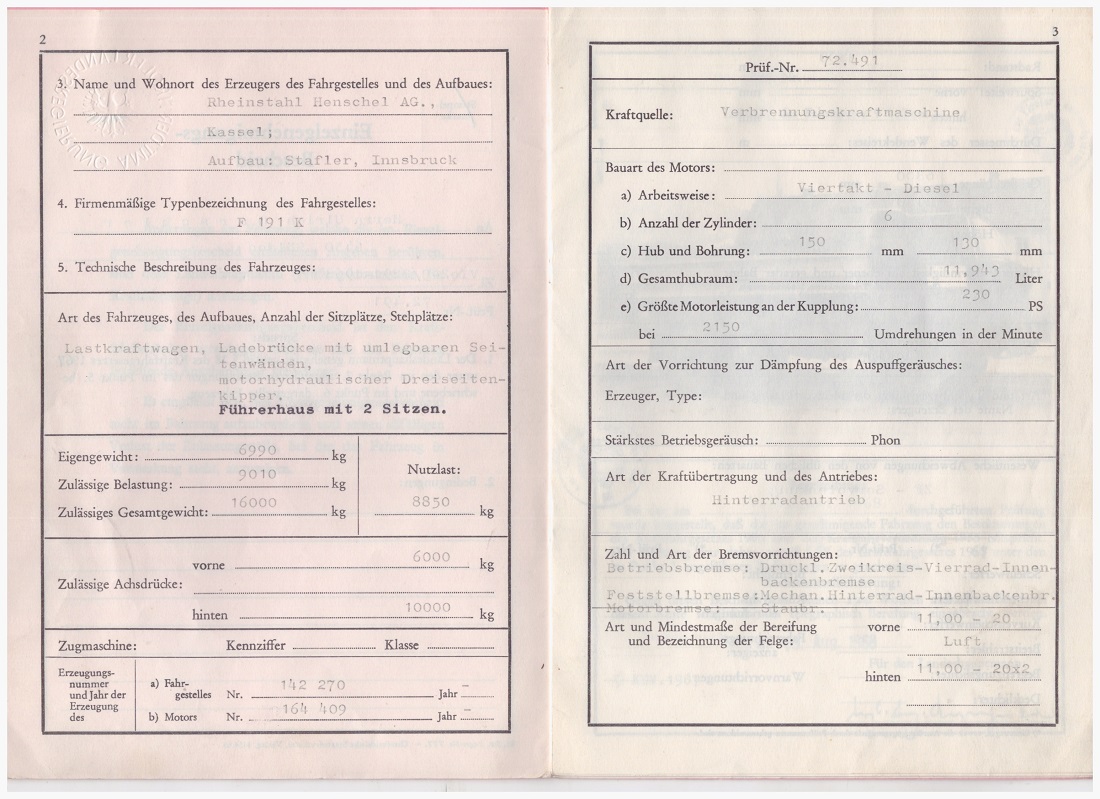 2
3. Name und Wohnort des Erzeugers des Fahrgestelles und des Aufbaues:
Rheinstahl Henschel AG.,
Kassel;
Aufbau: Stafler, Innsbruck
4. Firmenmäßige Typenbezeichnung des Fahrgestelles:
F 191 K
5. Technische Beschreibung des Fahrzeuges:
Art des Fahrzeuges, des Aufbaues, Anzahl der Sitzplätze, Stehplätze:
Lastkraftwagen, Ladebrücke mit umlegbaren Sei-
tenwänden,
motorhydraulischer Dreiseiten-
kipper.
Führerhaus mit 2 Sitzen.
Eigengewicht: 6990 kg
Zulässige Belastung: 9010 kg
Zulässiges Gesamtgewicht: 16000 kg
Nutzlast:
8850 kg
Zulässige Achsdrücke:
vorne 6000 kg
hinten 10000 kg
Zugmaschine: Kennziffer Klasse
Erzeugungs-
nummer
und Jahr der
Erzeugung
des
a) Fahr-
gestelles Nr. 142 270 Jahr –
b) Motors Nr. 164 409 Jahr –
3
Prüf.-Nr. 72.491
Kraftquelle: Verbrennungskraftmaschine
Bauart des Motors:
a) Arbeitsweise: Viertakt - Diesel
b) Anzahl der Zylinder: 6
c) Hub und Bohrung: 150 mm 130 mm
d) Gesamthubraum: 11,943 Liter
e) Größte Motorleistung an der Kupplung: 230 PS
bei 2150 Umdrehungen in der Minute
Art der Vorrichtung zur Dämpfung des Auspuffgeräusches:
Erzeuger, Type:
Stärkstes Betriebsgeräusch: Phon
Art der Kraftübertragung und des Antriebes:
Hinterradantrieb
Zahl und Art der Bremsvorrichtungen:
Betriebsbremse: Druckl.Zweikreis-Vierrad-Innen-
backenbremse
Feststellbremse:Mechan.Hinterrad-Innenbackenbr.
Motorbremse: Staubr.
Art und Mindestmaße der Bereifung
und Bezeichnung der Felge:
vorne 11,00 - 20
Luft
hinten 11,00 - 20x2